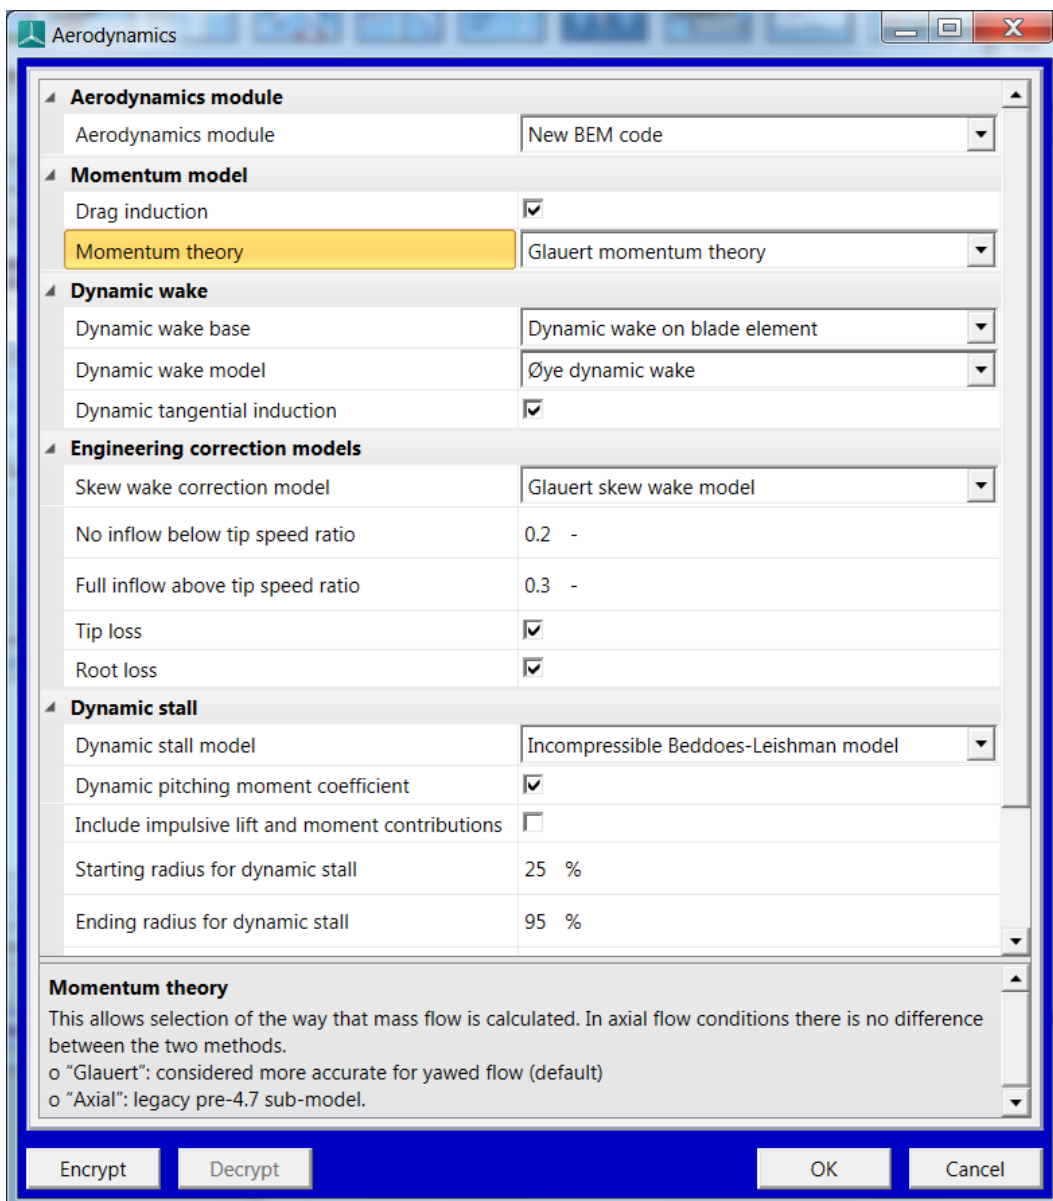 Aerodynamics
Aerodynamics module
Aerodynamics module New BEM code
Momentum model
Drag induction
Momentum theory Glauert momentum theory
Dynamic wake
Dynamic wake base Dynamic wake on blade element
Dynamic wake model Øye dynamic wake
Dynamic tangential induction
Engineering correction models
Skew wake correction model Glauert skew wake model
No inflow below tip speed ratio 0.2 -
Full inflow above tip speed ratio 0.3 -
Tip loss
Root loss
Dynamic stall
Dynamic stall model Incompressible Beddoes-Leishman model
Dynamic pitching moment coefficient
Include impulsive lift and moment contributions
Starting radius for dynamic stall 25 %
Ending radius for dynamic stall 95 %
Momentum theory
This allows selection of the way that mass flow is calculated. In axial flow conditions there is no difference
between the two methods.
o "Glauert": considered more accurate for yawed flow (default)
o "Axial": legacy pre-4.7 sub-model.
Encrypt Decrypt OK Cancel